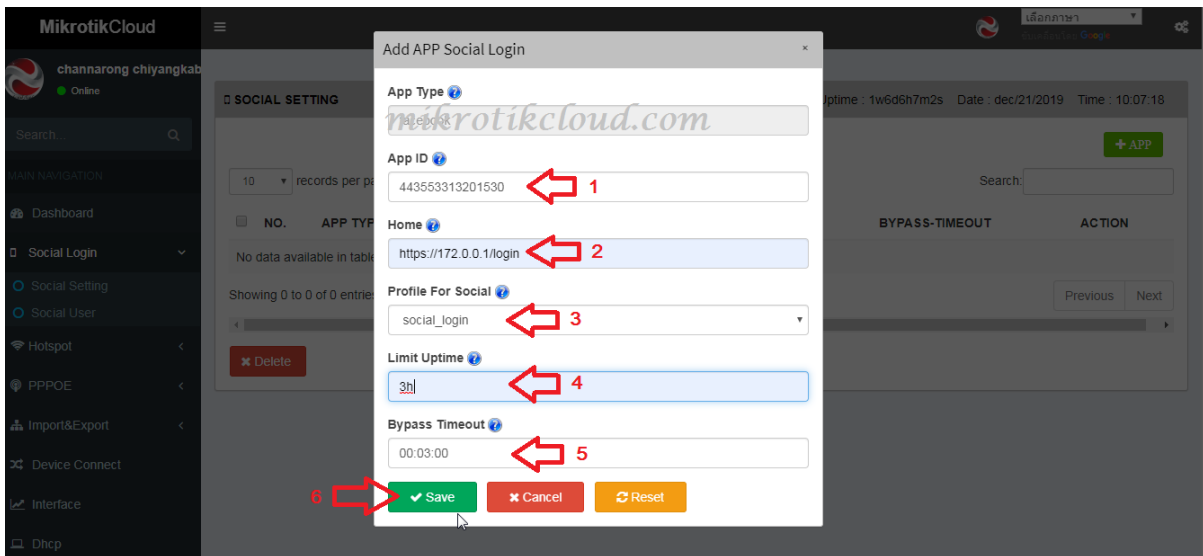 MikrotikCloud
เลือกภาษา
channarong chiyangkab
Online
Search...
MAIN NAVIGATION
Dashboard
Social Login
Social Setting
Social User
Hotspot
PPPOE
Import&Export
Device Connect
Interface
Dhcp
SOCIAL SETTING
Uptime : 1w6d6h7m2s Date : dec/21/2019 Time : 10:07:18
+ APP
10 records per pa
Search:
NO. APP TYP BYPASS-TIMEOUT ACTION
No data available in table
Showing 0 to 0 of 0 entrie
Previous Next
Delete
Add APP Social Login ×
App Type
facebook
mikrotikcloud.com
App ID
443553313201530
1
Home
https://172.0.0.1/login
2
Profile For Social
social_login
3
Limit Uptime
3h
4
Bypass Timeout
00:03:00
5
6
Save Cancel Reset